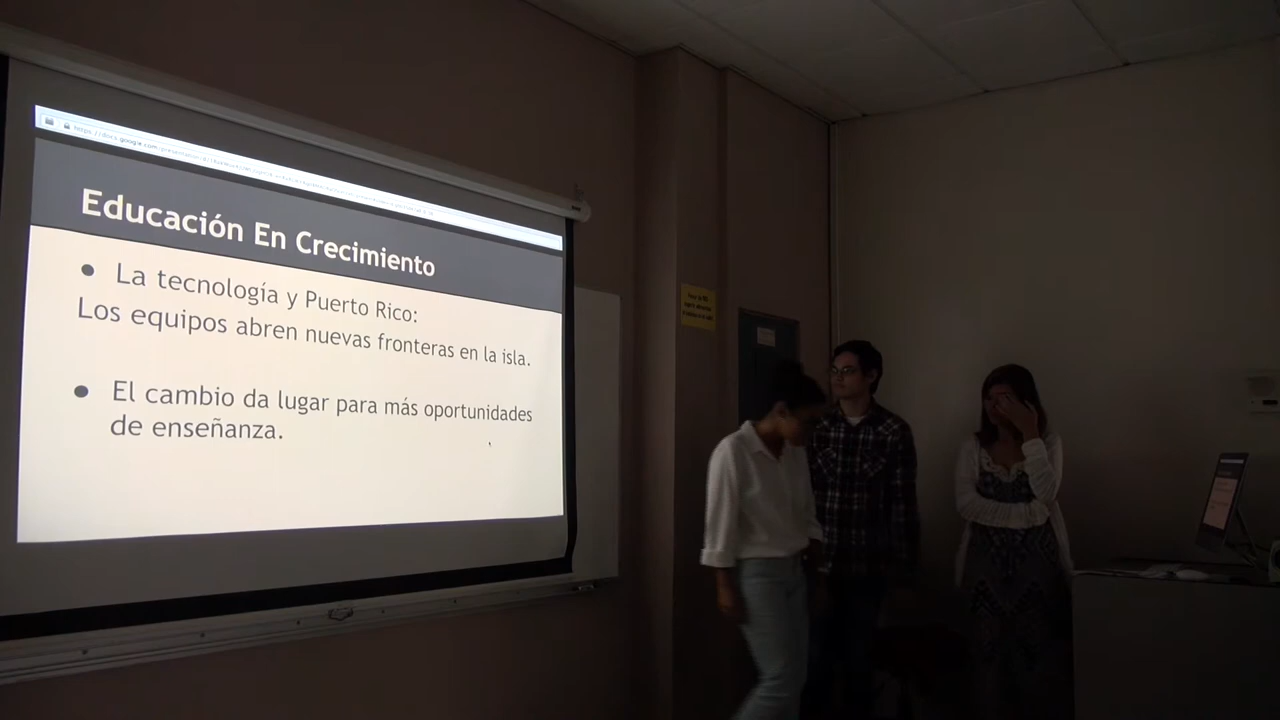 Educación En Crecimiento
● La tecnología y Puerto Rico:
Los equipos abren nuevas fronteras en la isla.
● El cambio da lugar para más oportunidades
de enseñanza.